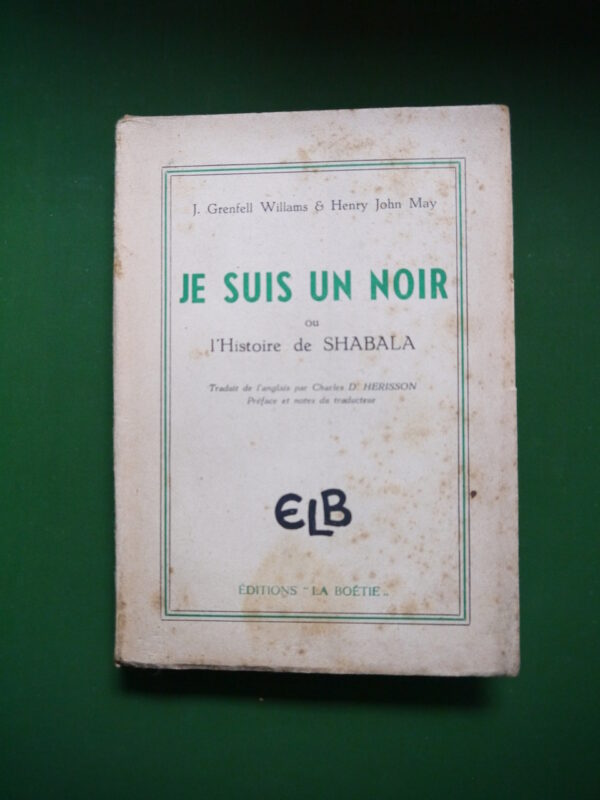 J. Grenfell Willams & Henry John May
JE SUIS UN NOIR
ou
l'Histoire de SHABALA
Traduit de l'anglais par Charles D. HERISSON
Préface et notes du traducteur
ELB
ÉDITIONS "LA BOÉTIE"